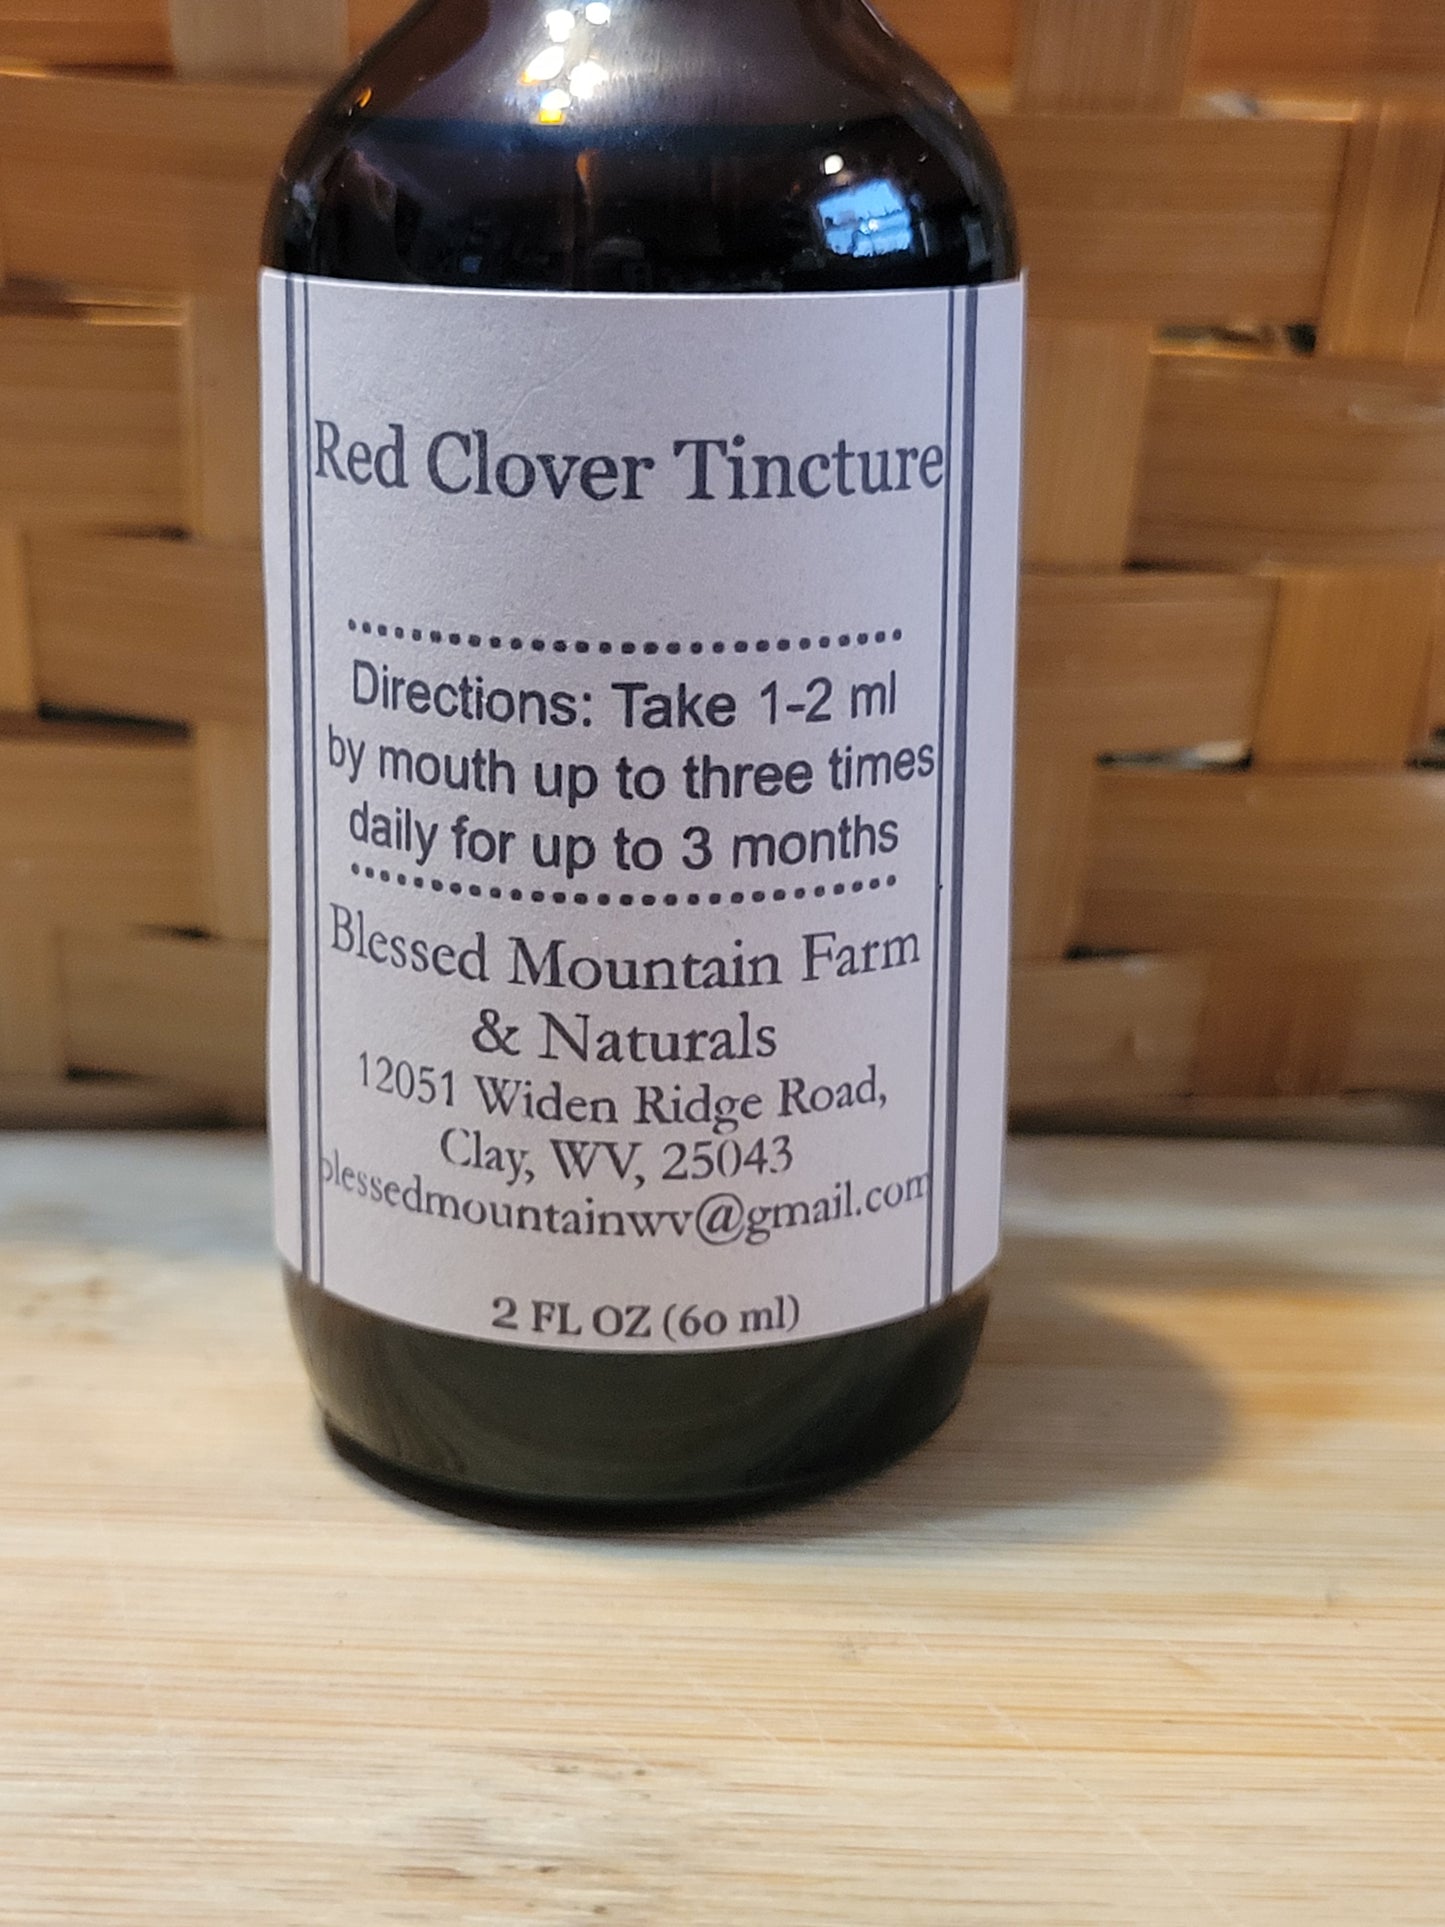 Red Clover Tincture
Directions: Take 1-2 ml
by mouth up to three times
daily for up to 3 months
Blessed Mountain Farm
& Naturals
12051 Widen Ridge Road,
Clay, WV, 25043
blessedmountainwv@gmail.com
2 FL OZ (60 ml)